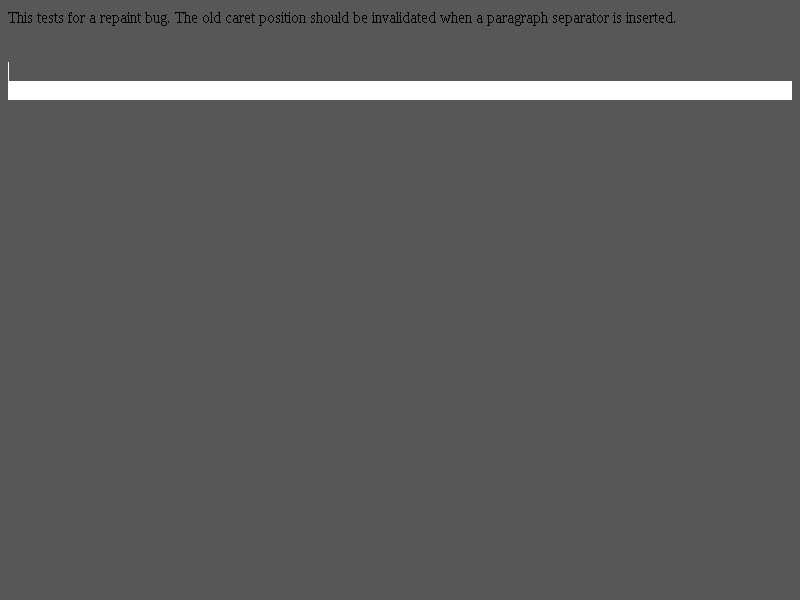 This tests for a repaint bug. The old caret position should be invalidated when a paragraph separator is inserted.